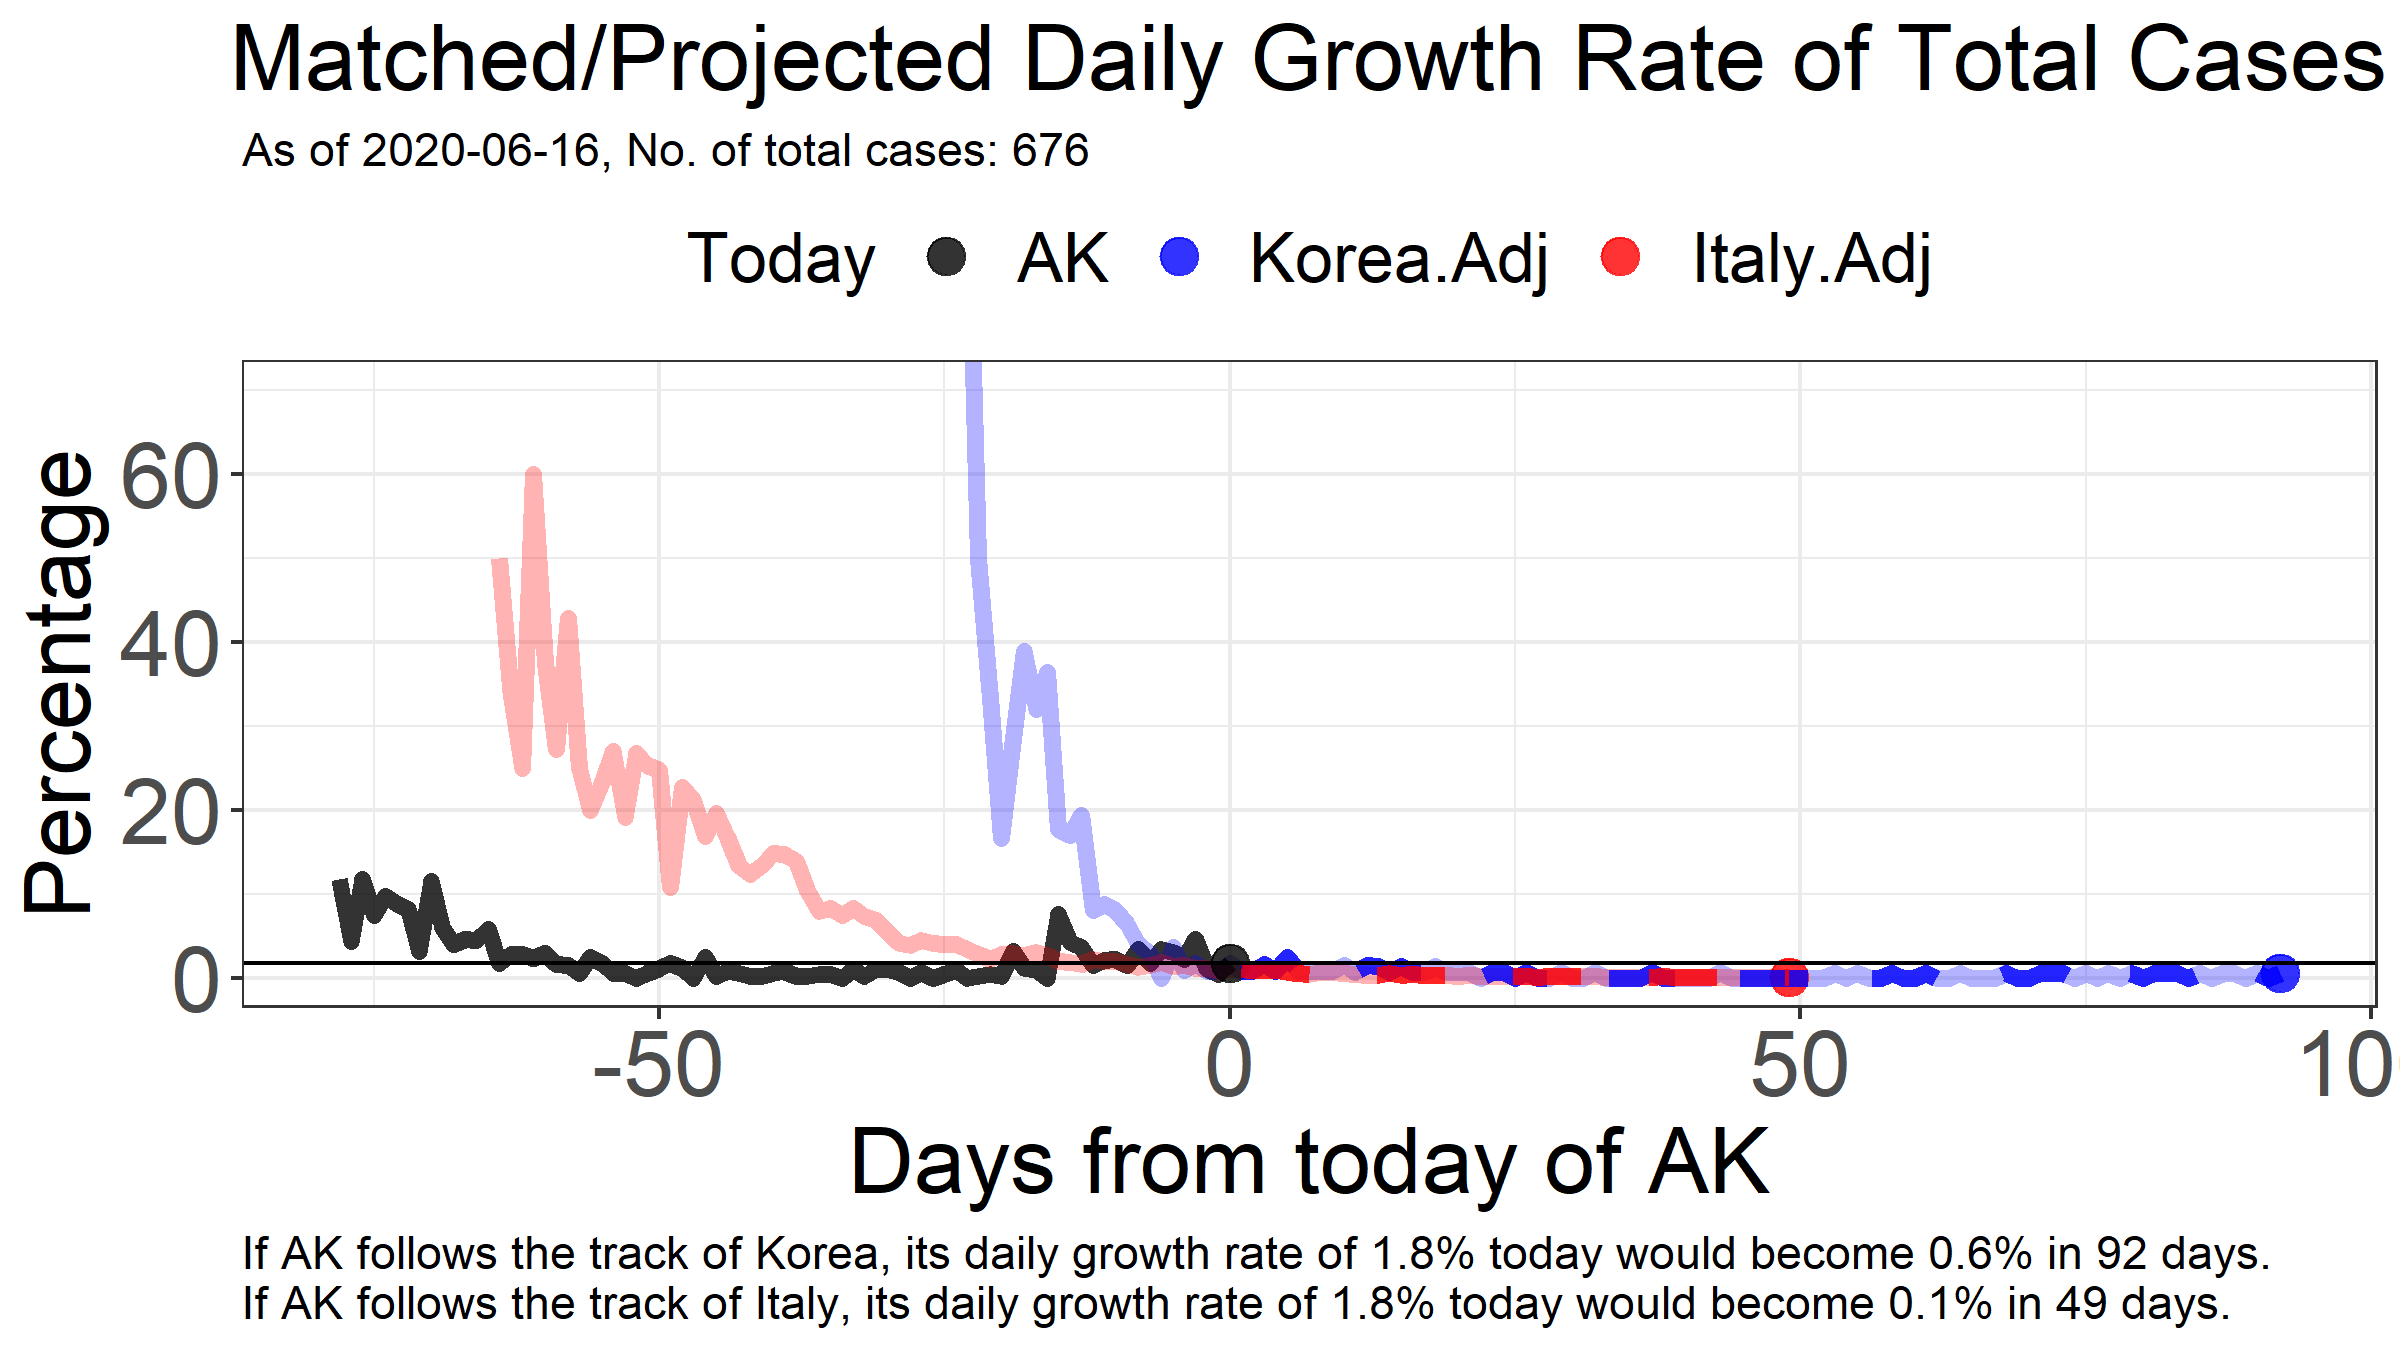 Matched/Projected Daily Growth Rate of Total Cases
As of 2020-06-16, No. of total cases: 676
Today AK Korea.Adj Italy.Adj
Percentage
60
40
20
0
-50 0 50 10
Days from today of AK
If AK follows the track of Korea, its daily growth rate of 1.8% today would become 0.6% in 92 days.
If AK follows the track of Italy, its daily growth rate of 1.8% today would become 0.1% in 49 days.